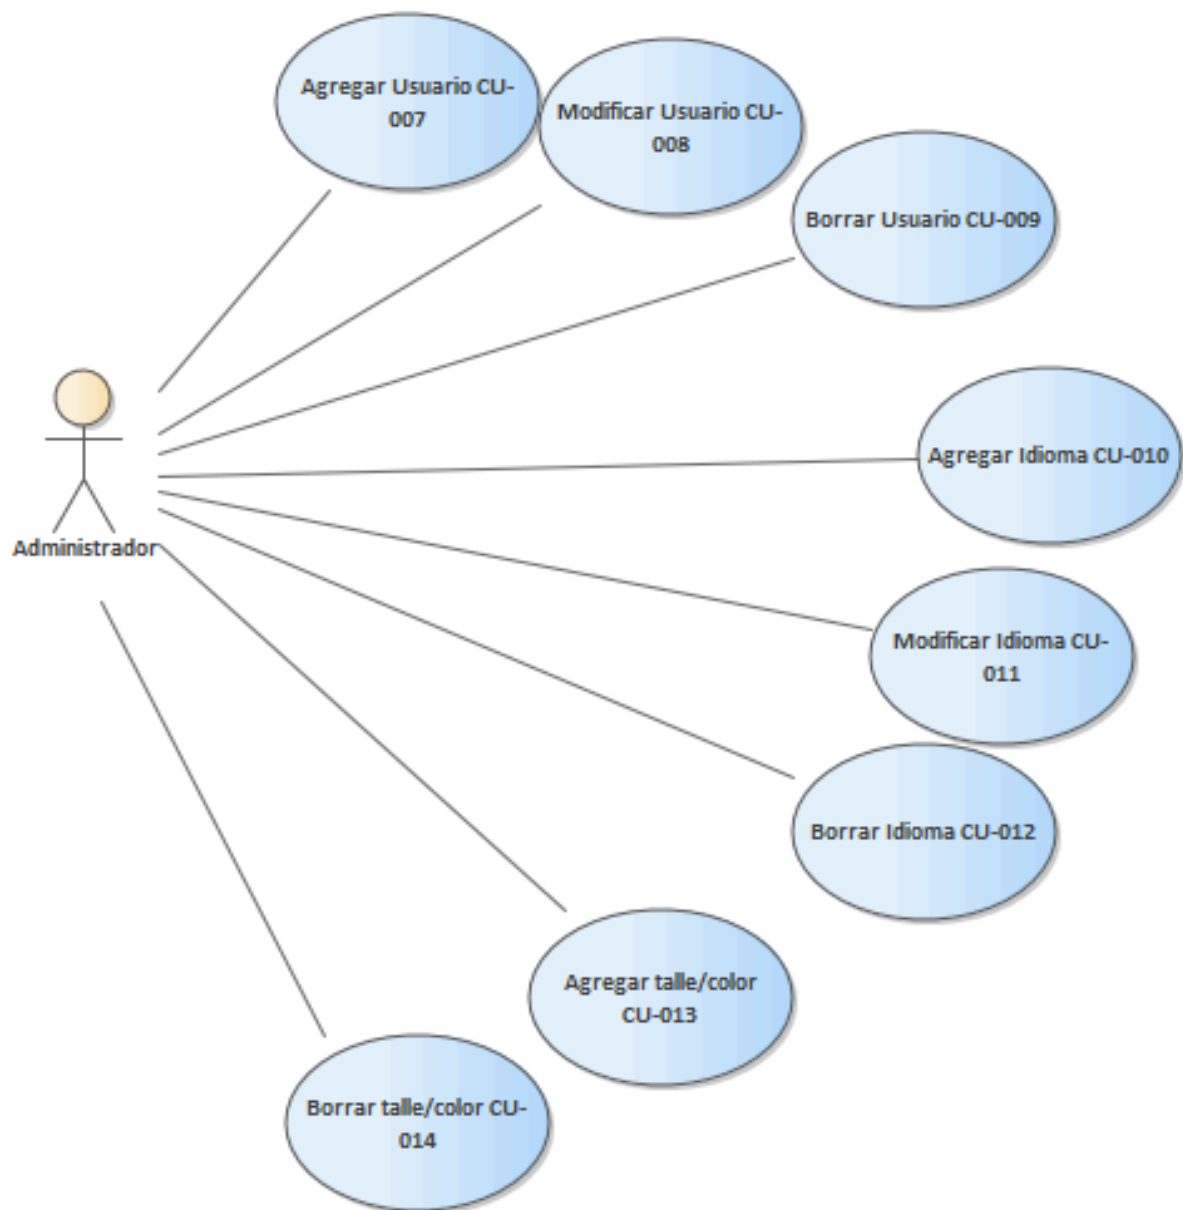 Agregar Usuario CU-
007
Modificar Usuario CU-
008
Borrar Usuario CU-009
Agregar Idioma CU-010
Administrador
Modificar Idioma CU-
011
Borrar Idioma CU-012
Agregar talle/color
CU-013
Borrar talle/color CU-
014